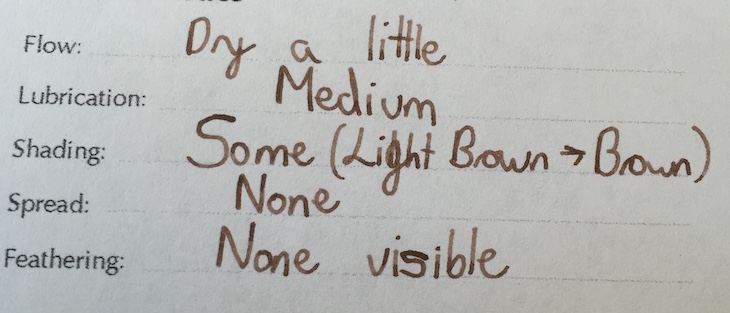 Flow: Dry a little
Lubrication: Medium
Shading: Some (Light Brown → Brown)
Spread: None
Feathering: None visible